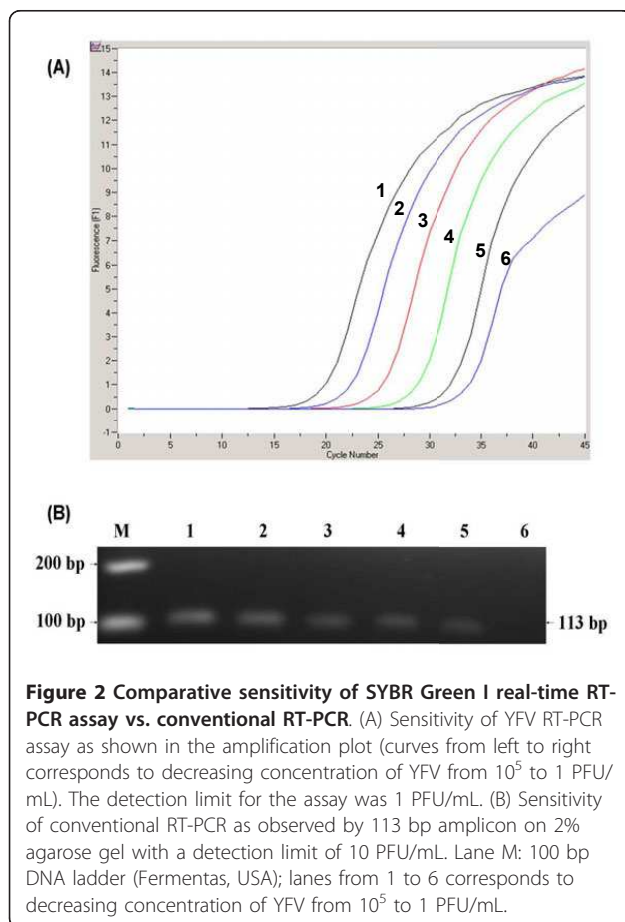 (A)
15
14
13
12
11
10
9
8
7
6
5
4
3
2
1
0
-1
Fluorescence (F1)
1
2
3
4
5
6
0 5 10 15 20 25 30 35 40 45
Cycle Number
(B)
M 1 2 3 4 5 6
200 bp
100 bp
113 bp
Figure 2 Comparative sensitivity of SYBR Green I real-time RT-
PCR assay vs. conventional RT-PCR. (A) Sensitivity of YFV RT-PCR
assay as shown in the amplification plot (curves from left to right
corresponds to decreasing concentration of YFV from 10⁵ to 1 PFU/
mL). The detection limit for the assay was 1 PFU/mL. (B) Sensitivity
of conventional RT-PCR as observed by 113 bp amplicon on 2%
agarose gel with a detection limit of 10 PFU/mL. Lane M: 100 bp
DNA ladder (Fermentas, USA); lanes from 1 to 6 corresponds to
decreasing concentration of YFV from 10⁵ to 1 PFU/mL.